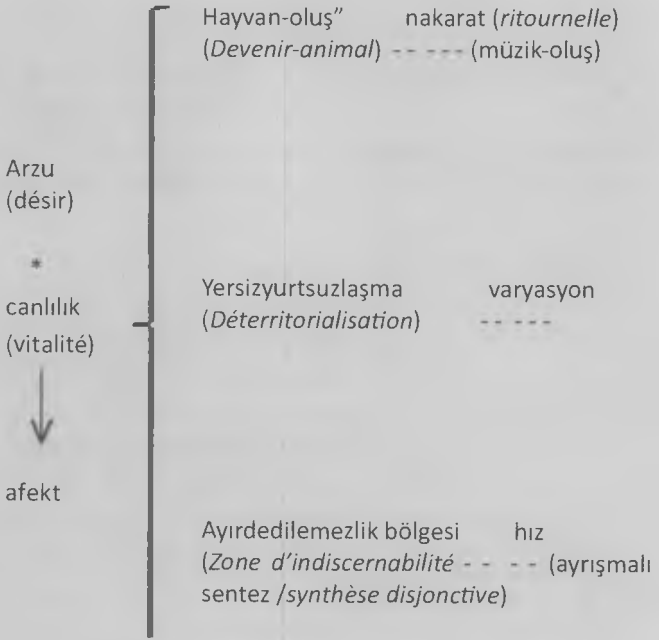 Hayvan-oluş” nakarat (ritournelle)
(Devenir-animal) -- --- (müzik-oluş)
Arzu
(désir)
*
canlılık
(vitalité)
afekt
Yersizyurtsuzlaşma varyasyon
(Déterritorialisation) -----
Ayırdedilemezlik bölgesi hız
(Zone d’indiscernabilité - - - - (ayrışmalı
sentez /synthèse disjonctive)